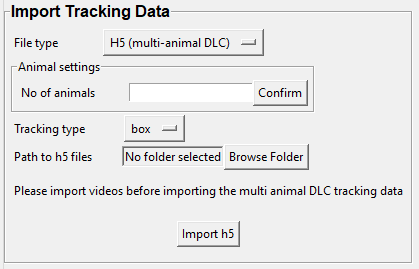 Import Tracking Data
File type H5 (multi-animal DLC)
Animal settings
No of animals Confirm
Tracking type box
Path to h5 files No folder selected Browse Folder
Please import videos before importing the multi animal DLC tracking data
Import h5